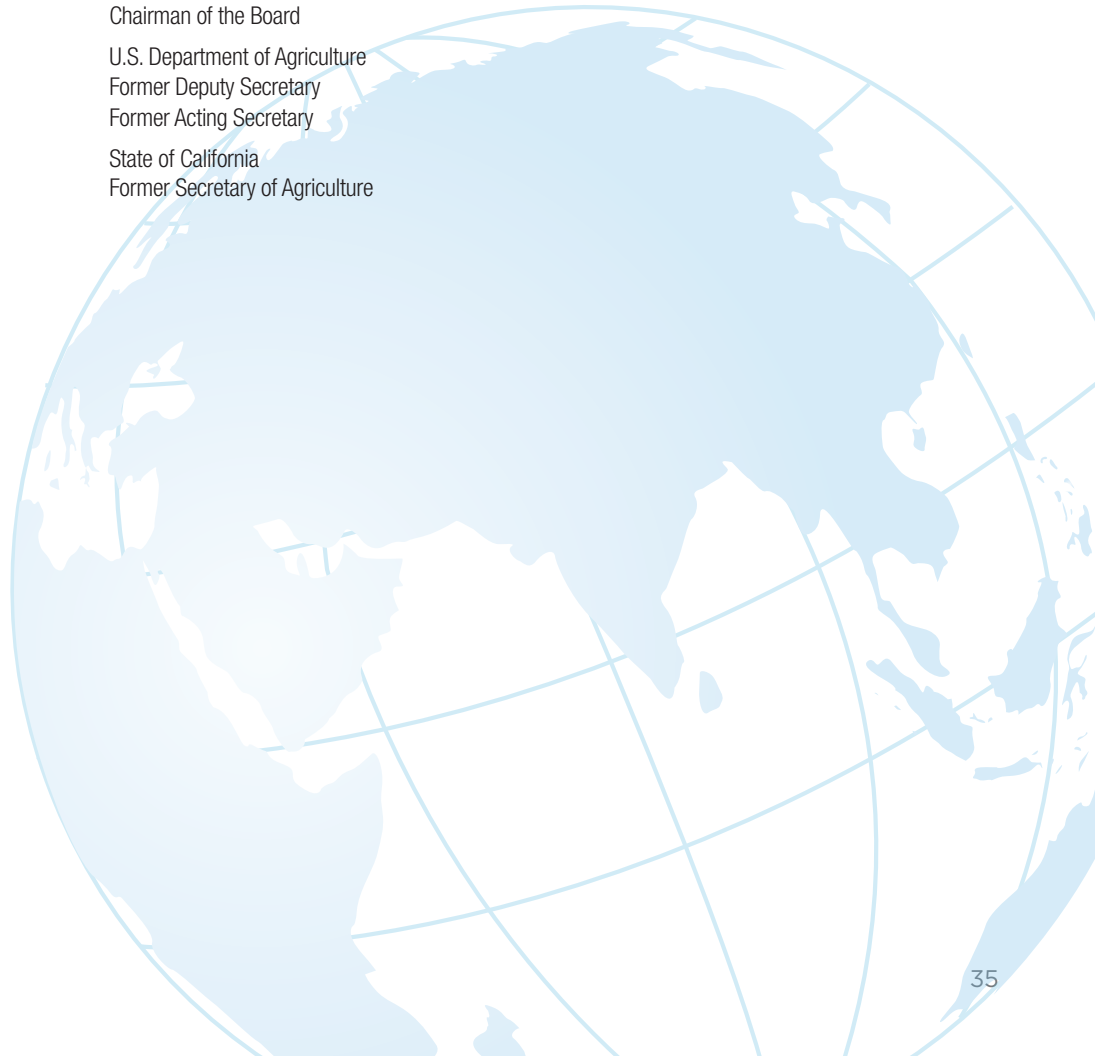 Chairman of the Board
U.S. Department of Agriculture
Former Deputy Secretary
Former Acting Secretary
State of California
Former Secretary of Agriculture
35